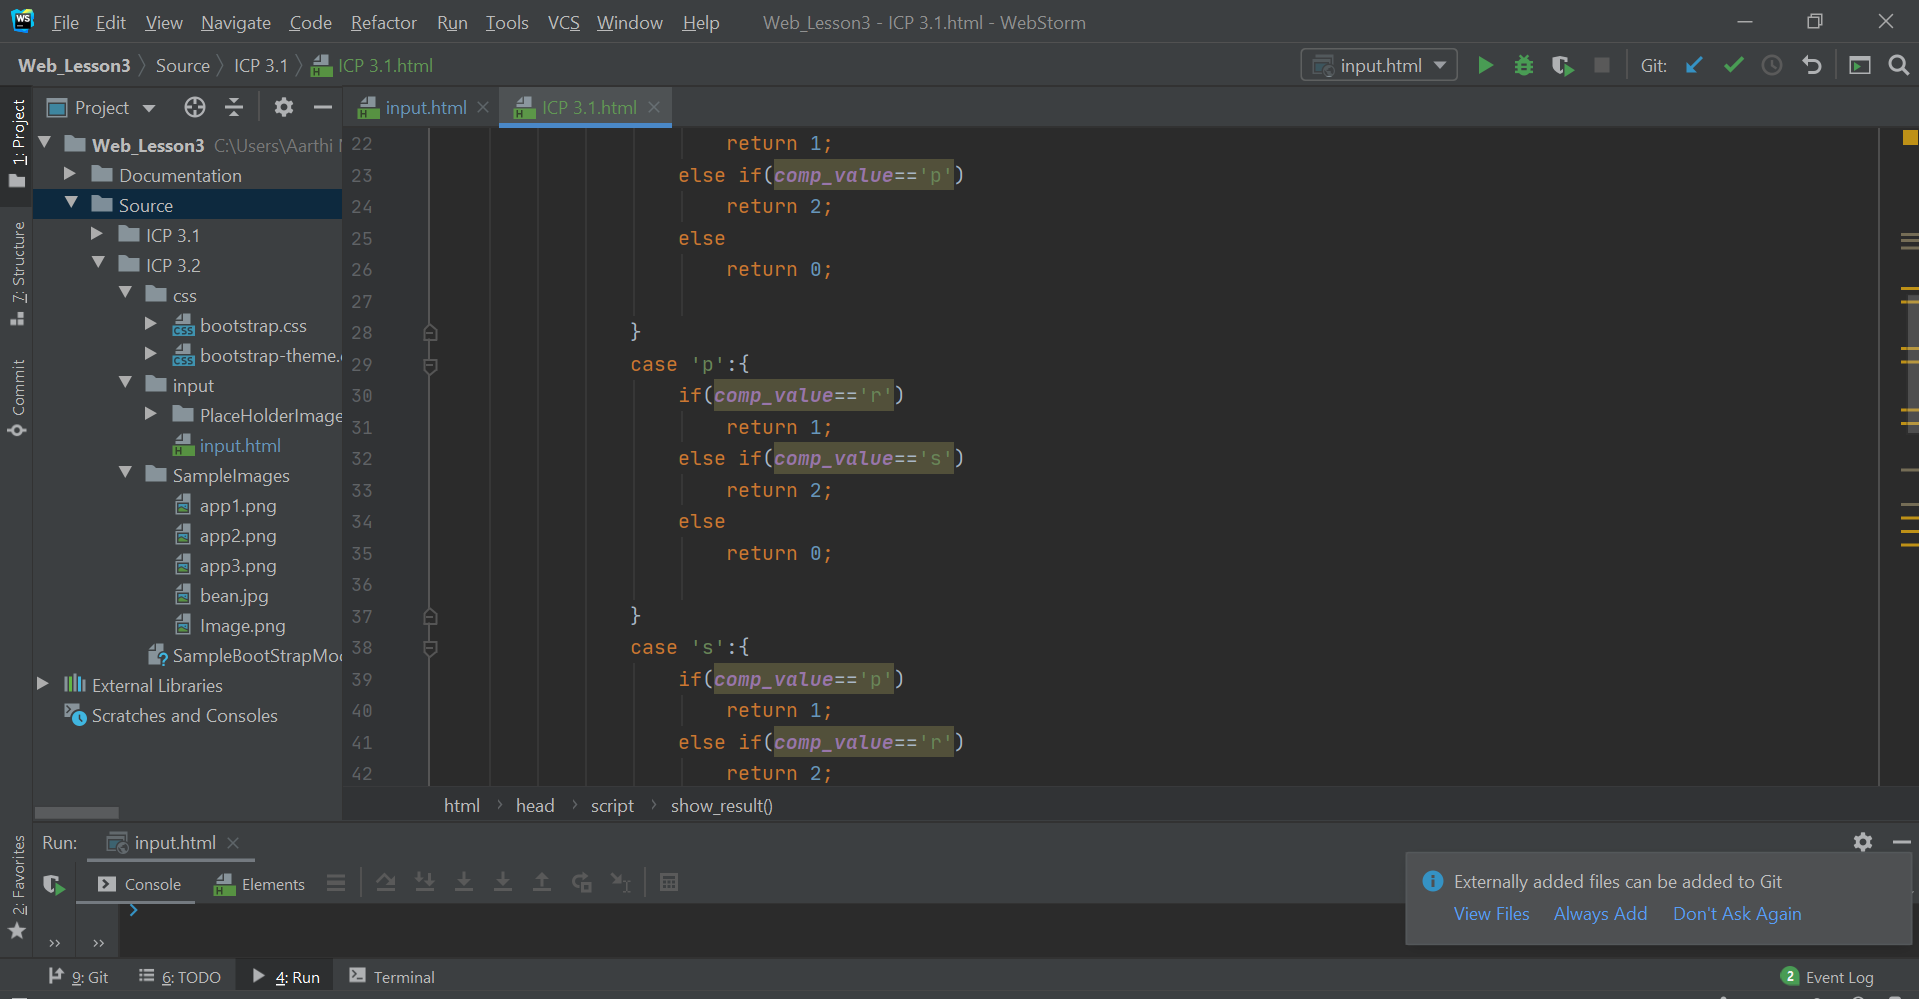 WS File Edit View Navigate Code Refactor Run Tools VCS Window Help Web_Lesson3 - ICP 3.1.html - WebStorm
Web_Lesson3 Source ICP 3.1 ICP 3.1.html input.html Git:
1: Project
7: Structure
Commit
2: Favorites
Project
Web_Lesson3 C:\Users\Aarthi
Documentation
Source
ICP 3.1
ICP 3.2
css
bootstrap.css
bootstrap-theme.
input
PlaceHolderImage
input.html
SampleImages
app1.png
app2.png
app3.png
bean.jpg
Image.png
SampleBootStrapMo
External Libraries
Scratches and Consoles
input.html ICP 3.1.html
22 return 1;
23 else if(comp_value=='p')
24 return 2;
25 else
26 return 0;
27
28 }
29 case 'p':{
30 if(comp_value=='r')
31 return 1;
32 else if(comp_value=='s')
33 return 2;
34 else
35 return 0;
36
37 }
38 case 's':{
39 if(comp_value=='p')
40 return 1;
41 else if(comp_value=='r')
42 return 2;
html head script show_result()
Run: input.html
Console Elements
Externally added files can be added to Git
View Files Always Add Don't Ask Again
9: Git 6: TODO 4: Run Terminal 2 Event Log